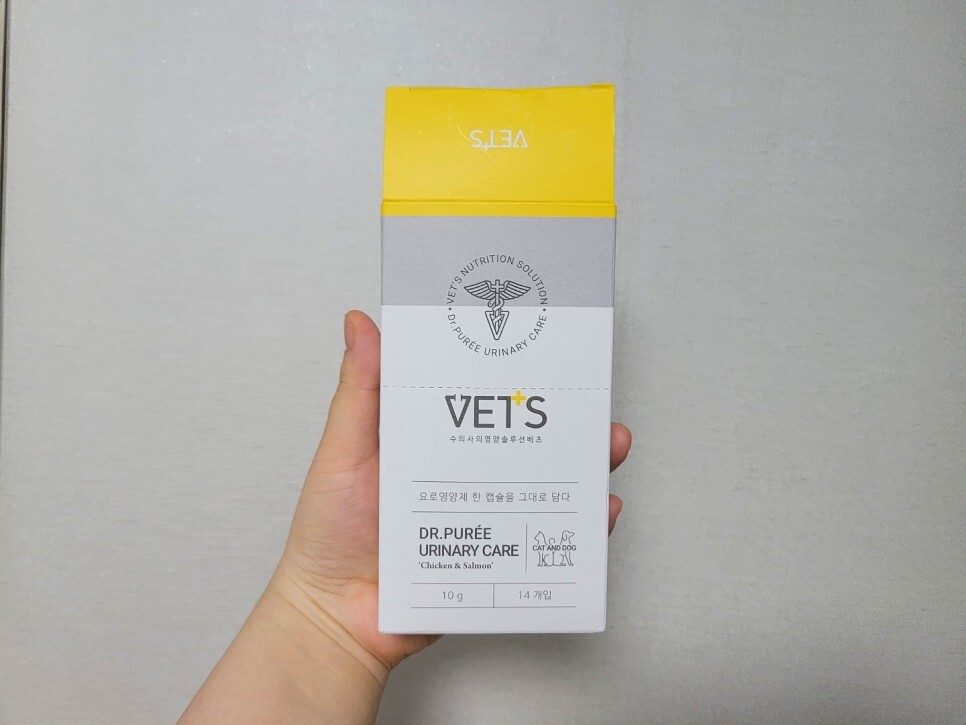 VET'S
• VET'S NUTRITION SOLUTION •
Dr.PURÉE URINARY CARE
VET'S
수의사의영양솔루션베츠
요로영양제 한 캡슐을 그대로 담다
DR.PURÉE
URINARY CARE
'Chicken & Salmon'
CAT AND DOG
10 g
14 개입